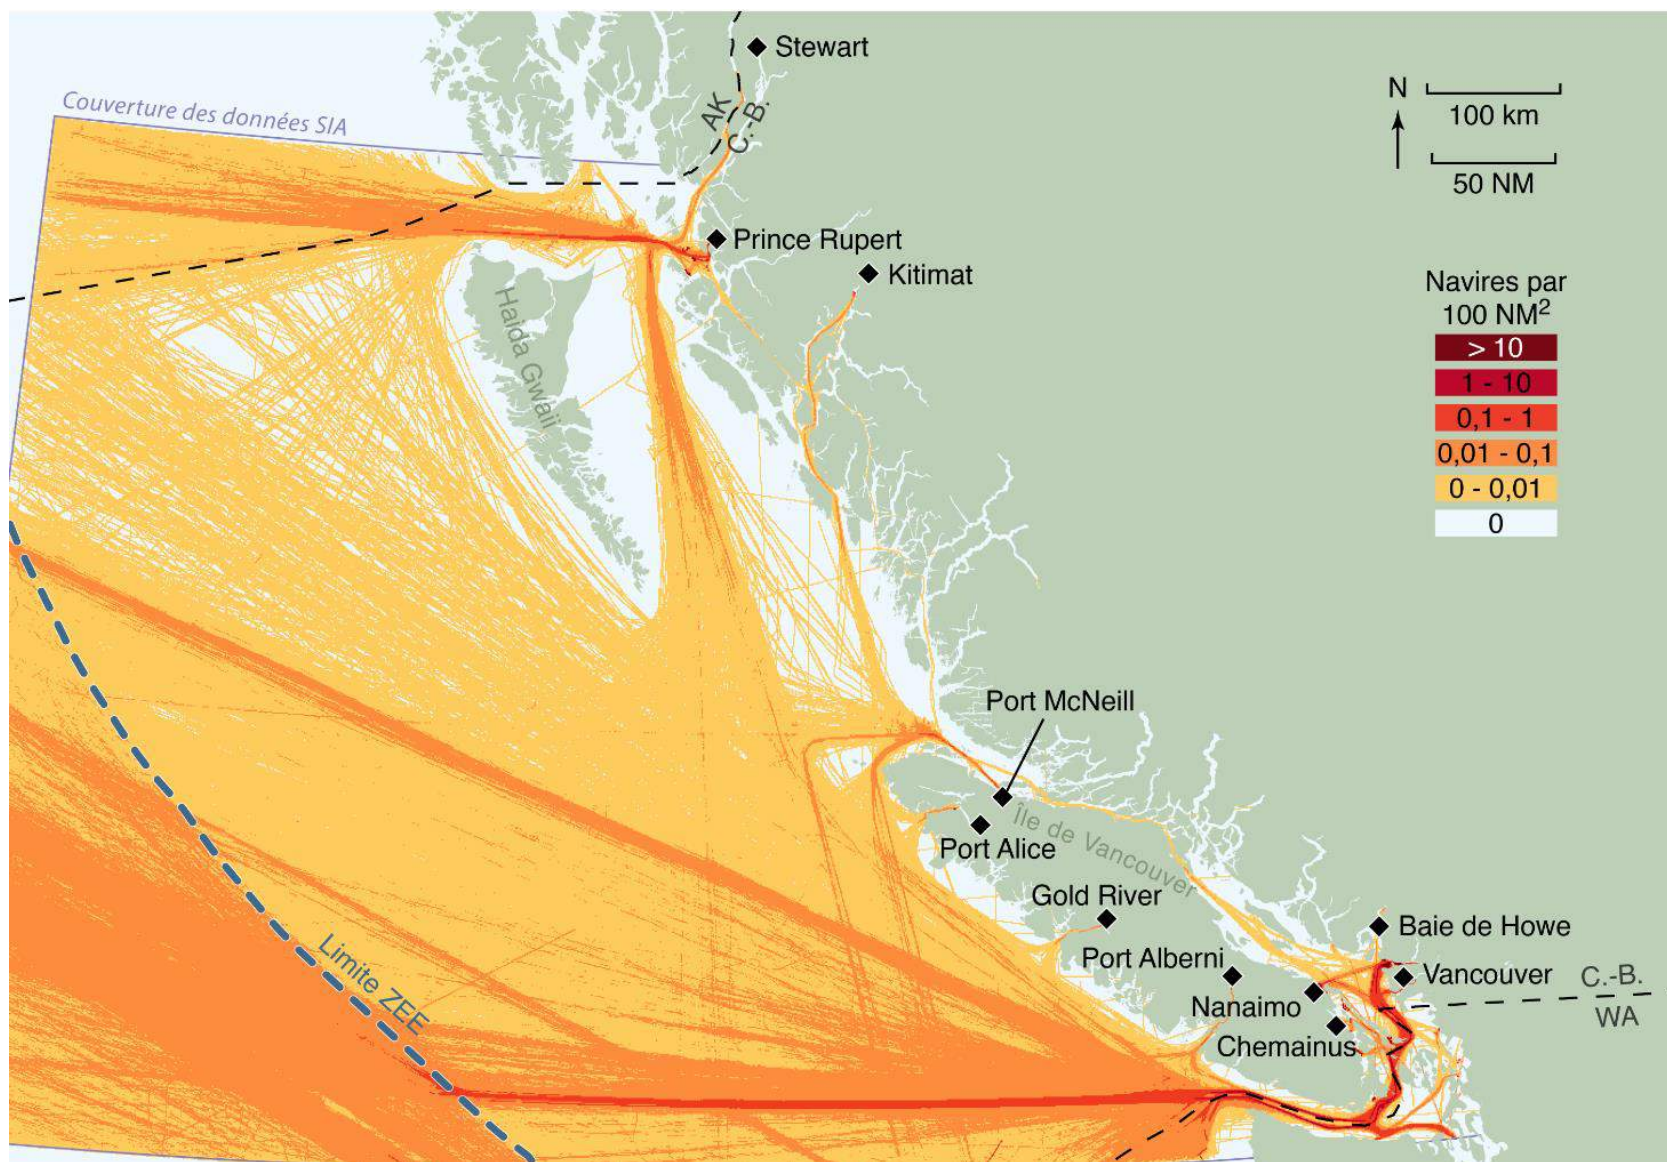 Stewart
Couverture des données SIA
AK
C.-B.
N
100 km
50 NM
Prince Rupert
Kitimat
Haida Gwaii
Navires par
100 NM²
> 10
1 - 10
0,1 - 1
0,01 - 0,1
0 - 0,01
0
Port McNeill
Île de Vancouver
Port Alice
Gold River
Baie de Howe
Port Alberni
Vancouver
C.-B.
Nanaimo
WA
Chemainus
Limite ZEE